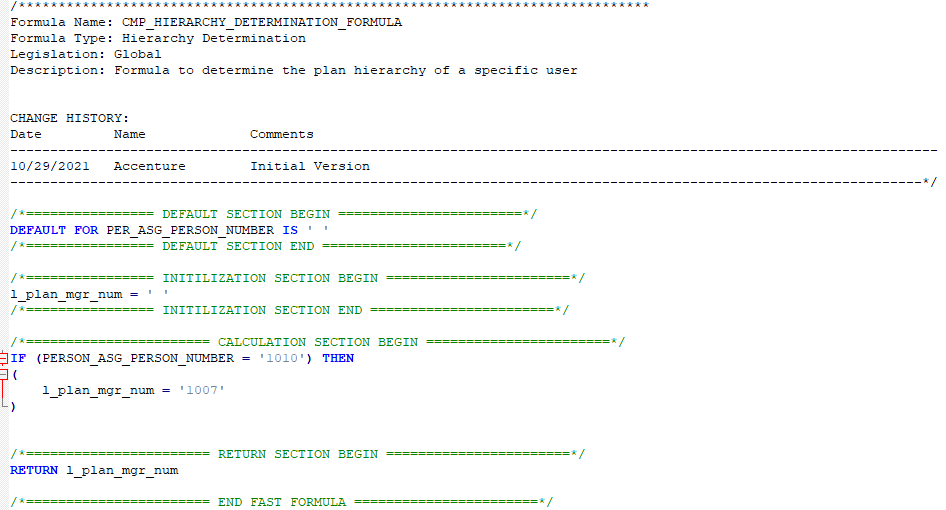 /*******************************************************************************
Formula Name: CMP_HIERARCHY_DETERMINATION_FORMULA
Formula Type: Hierarchy Determination
Legislation: Global
Description: Formula to determine the plan hierarchy of a specific user
CHANGE HISTORY:
Date         Name             Comments
--------------------------------------------------------------------------------------------------------------------
10/29/2021   Accenture        Initial Version
------------------------------------------------------------------------------------------------------------------*/
/*================ DEFAULT SECTION BEGIN =======================*/
DEFAULT FOR PER_ASG_PERSON_NUMBER IS ' '
/*================ DEFAULT SECTION END =======================*/
/*================ INITILIZATION SECTION BEGIN =======================*/
l_plan_mgr_num = ' '
/*================ INITILIZATION SECTION END =======================*/
/*======================= CALCULATION SECTION BEGIN =======================*/
IF (PERSON_ASG_PERSON_NUMBER = '1010') THEN
(
    l_plan_mgr_num = '1007'
)
/*======================= RETURN SECTION BEGIN =======================*/
RETURN l_plan_mgr_num
/*======================= END FAST FORMULA =======================*/